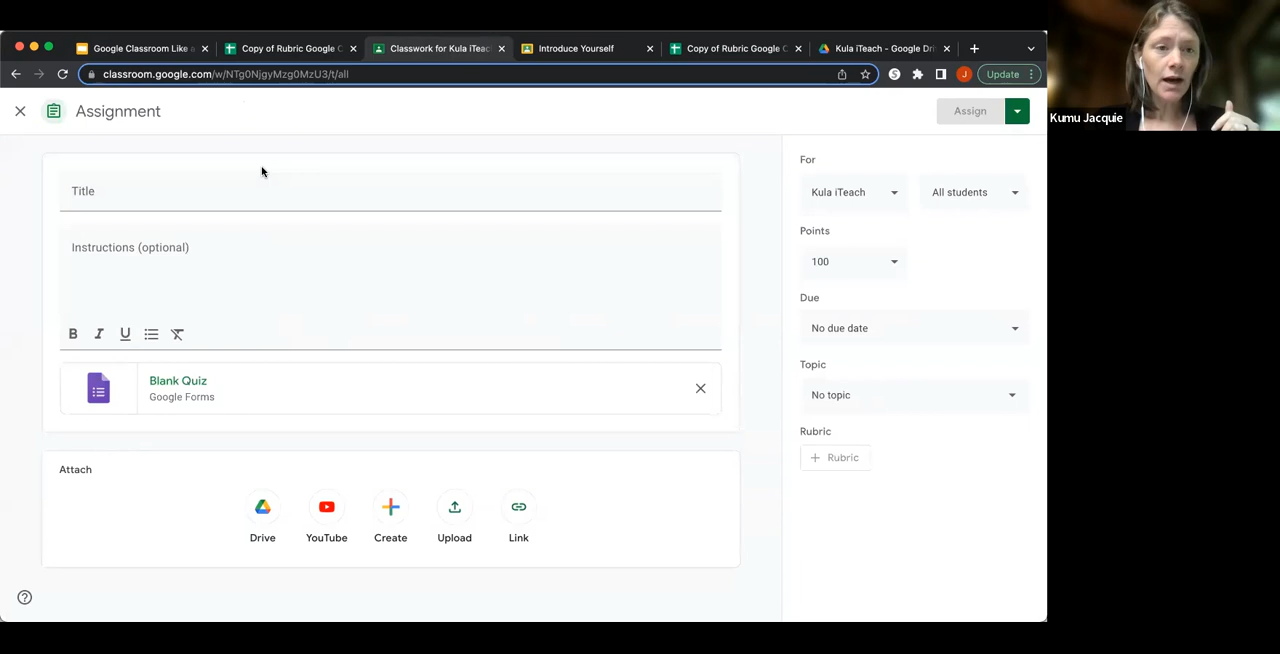 Google Classroom Like a
Copy of Rubric Google C
Classwork for Kula iTeac
Introduce Yourself
Copy of Rubric Google C
Kula iTeach - Google Dri
classroom.google.com/w/NTg0NjgyMzg0MzU3/t/all
S
J
Update
Kumu Jacquie
Assignment
Assign
Title
Instructions (optional)
B I U
Blank Quiz
Google Forms
Attach
Drive YouTube Create Upload Link
For
Kula iTeach All students
Points
100
Due
No due date
Topic
No topic
Rubric
+ Rubric
?